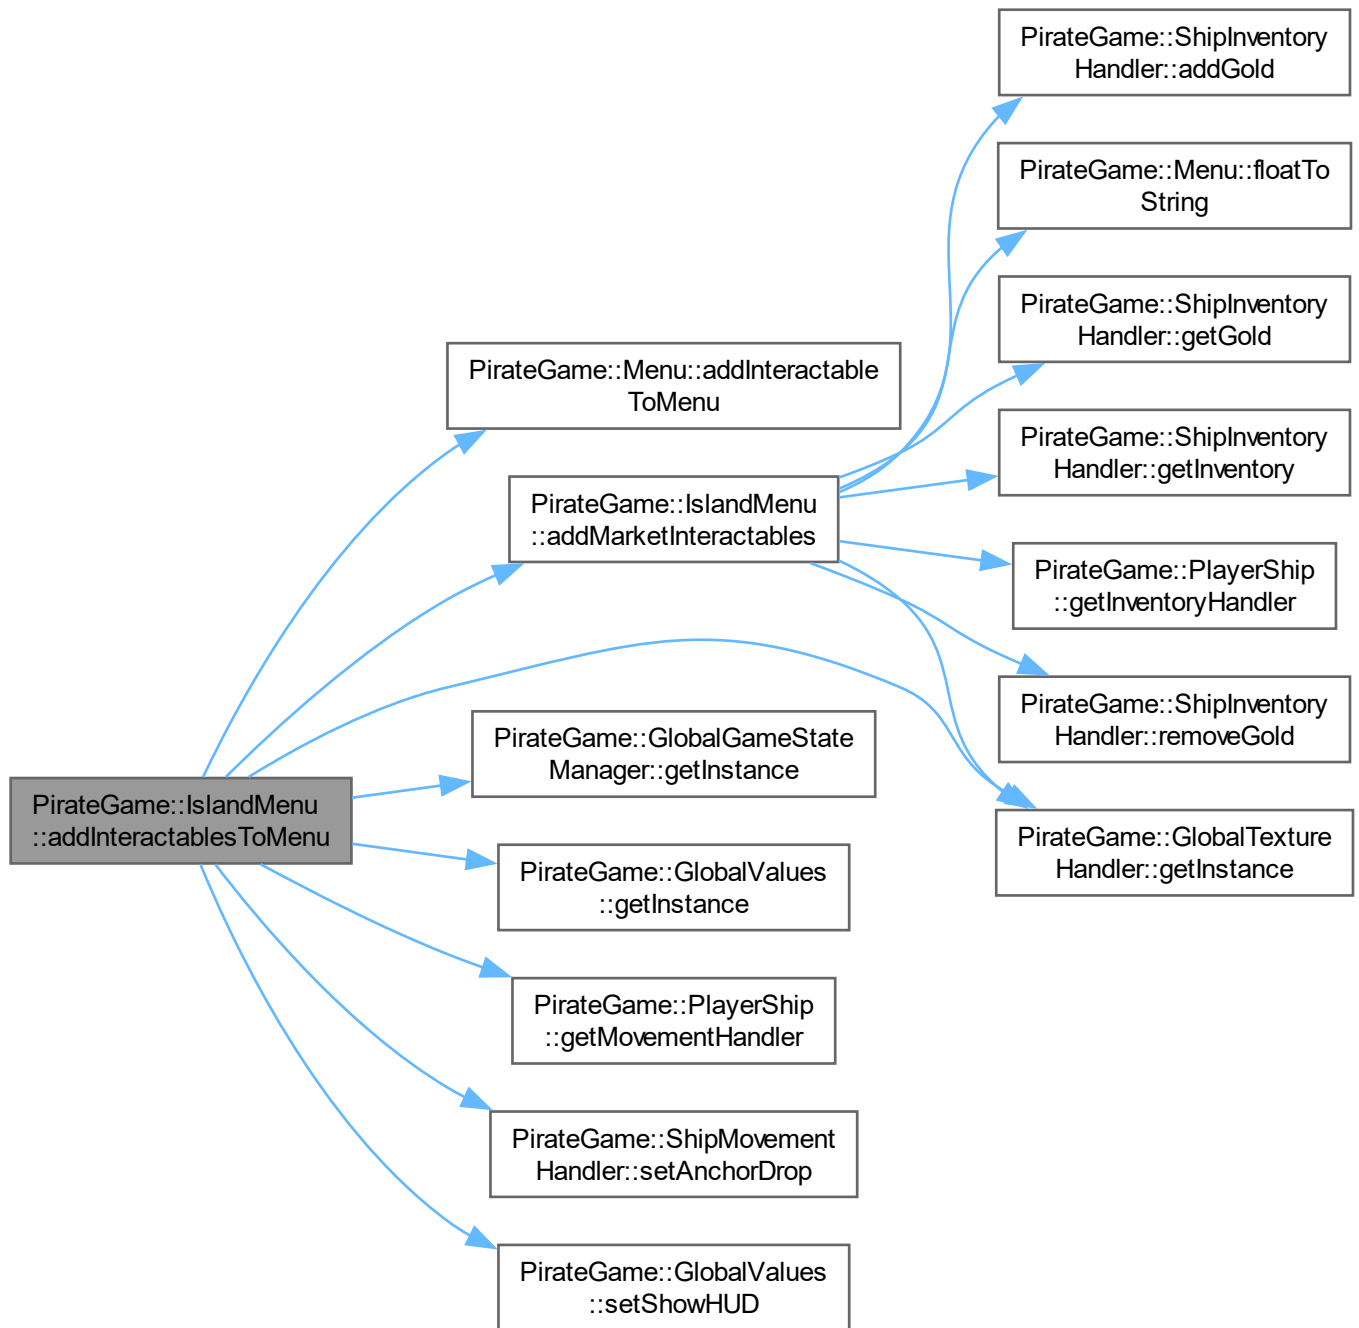 PirateGame::ShipInventory
Handler::addGold
PirateGame::Menu::floatTo
String
PirateGame::ShipInventory
Handler::getGold
PirateGame::Menu::addInteractable
ToMenu
PirateGame::ShipInventory
Handler::getInventory
PirateGame::IslandMenu
::addMarketInteractables
PirateGame::PlayerShip
::getInventoryHandler
PirateGame::ShipInventory
Handler::removeGold
PirateGame::GlobalGameState
Manager::getInstance
PirateGame::IslandMenu
::addInteractablesToMenu
PirateGame::GlobalTexture
Handler::getInstance
PirateGame::GlobalValues
::getInstance
PirateGame::PlayerShip
::getMovementHandler
PirateGame::ShipMovement
Handler::setAnchorDrop
PirateGame::GlobalValues
::setShowHUD